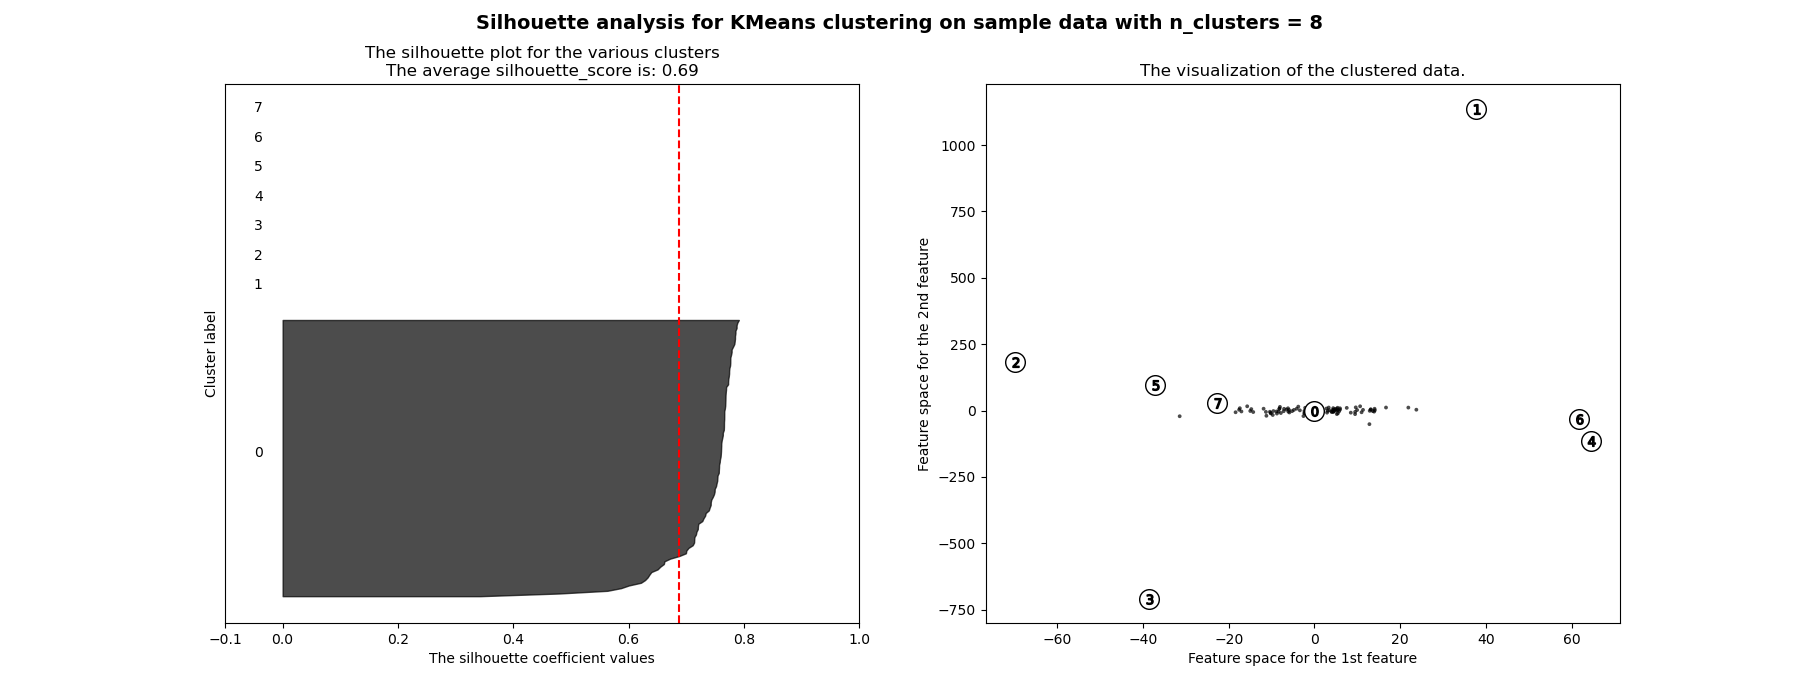 Silhouette analysis for KMeans clustering on sample data with n_clusters = 8
The silhouette plot for the various clusters
The average silhouette_score is: 0.69
7
6
5
4
3
2
1
0
Cluster label
−0.1 0.0 0.2 0.4 0.6 0.8 1.0
The silhouette coefficient values
The visualization of the clustered data.
1000
750
500
250
0
−250
−500
−750
Feature space for the 2nd feature
1
2
5
7
0
6
4
3
−60 −40 −20 0 20 40 60
Feature space for the 1st feature